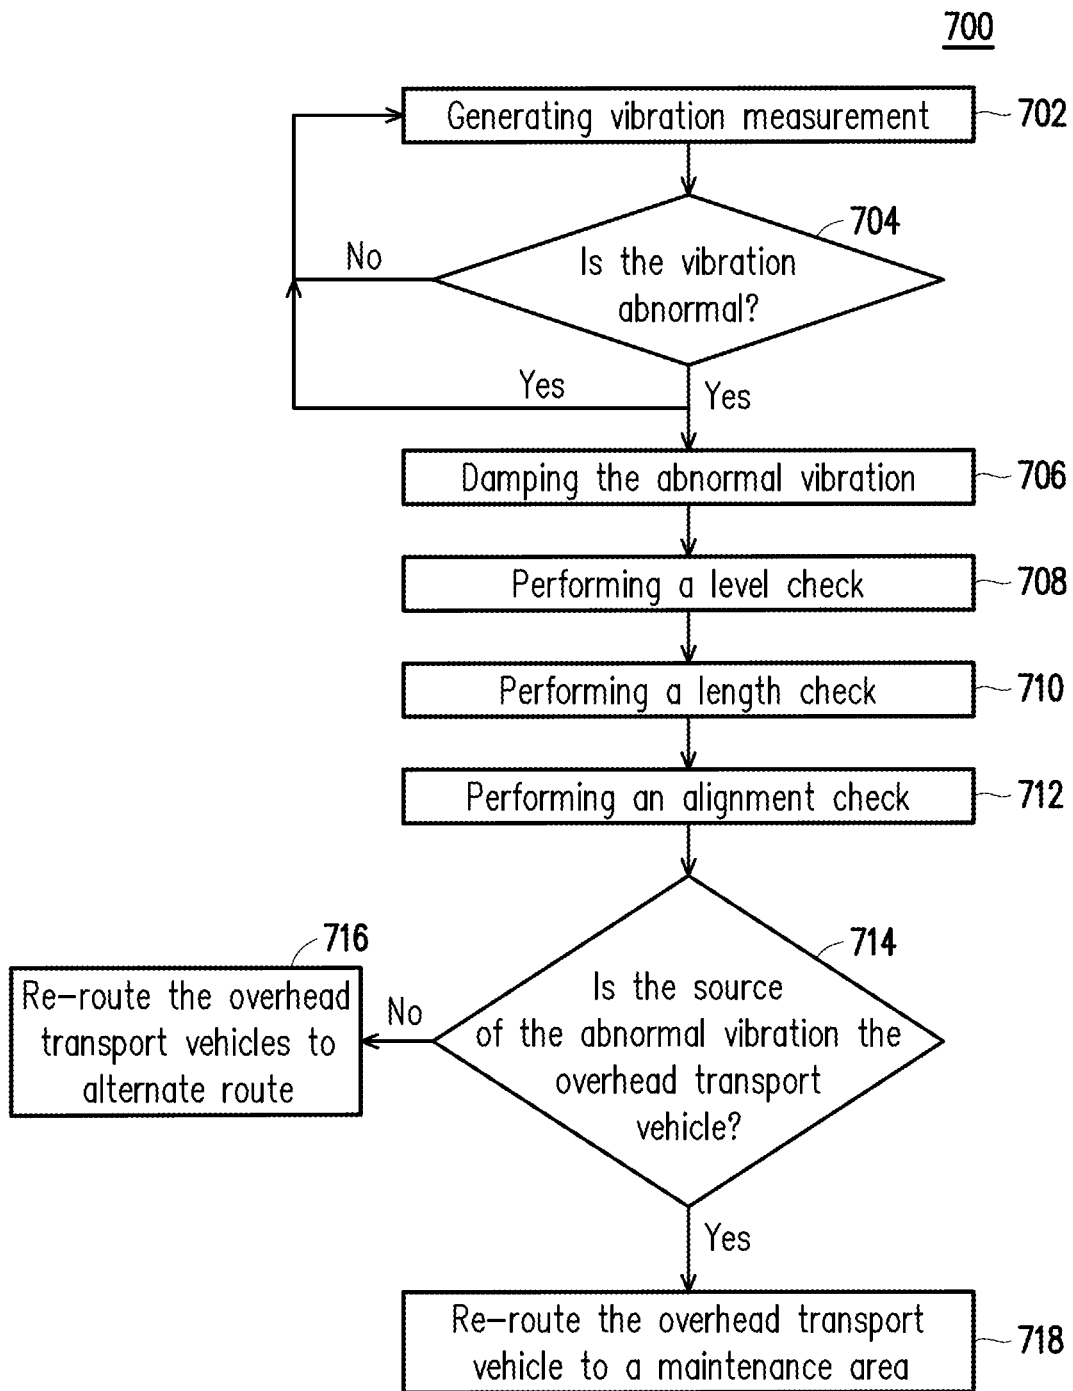 700
Generating vibration measurement
702
704
Is the vibration
abnormal?
No
Yes
Yes
Damping the abnormal vibration
706
Performing a level check
708
Performing a length check
710
Performing an alignment check
712
714
Is the source
of the abnormal vibration the
overhead transport
vehicle?
716
Re-route the overhead
transport vehicles to
alternate route
No
Yes
Re-route the overhead transport
vehicle to a maintenance area
718